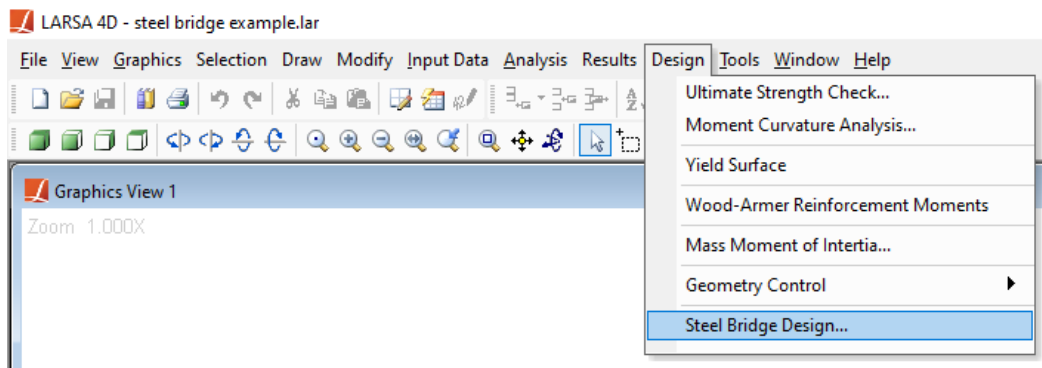 LARSA 4D - steel bridge example.lar
File View Graphics Selection Draw Modify Input Data Analysis Results Design Tools Window Help
Ultimate Strength Check...
Moment Curvature Analysis...
Yield Surface
Wood-Armer Reinforcement Moments
Mass Moment of Intertia...
Geometry Control
Steel Bridge Design...
Graphics View 1
Zoom 1.000X